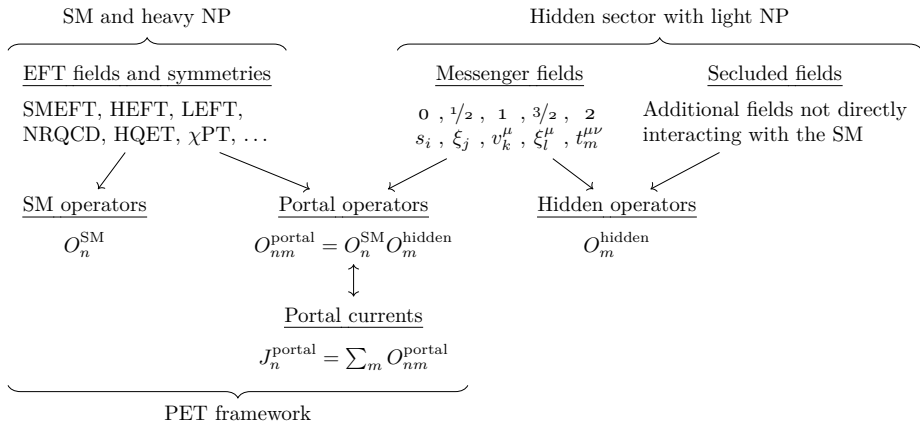 SM and heavy NP
Hidden sector with light NP
EFT fields and symmetries
SMEFT, HEFT, LEFT,
NRQCD, HQET, χPT, …
Messenger fields
0 , 1/2 , 1 , 3/2 , 2
s_i , ξ_j , v_k^μ , ξ_l^μ , t_m^{μν}
Secluded fields
Additional fields not directly
interacting with the SM
SM operators
O_n^{SM}
Portal operators
O_{nm}^{portal} = O_n^{SM} O_m^{hidden}
Hidden operators
O_m^{hidden}
Portal currents
J_n^{portal} = ∑_m O_{nm}^{portal}
PET framework